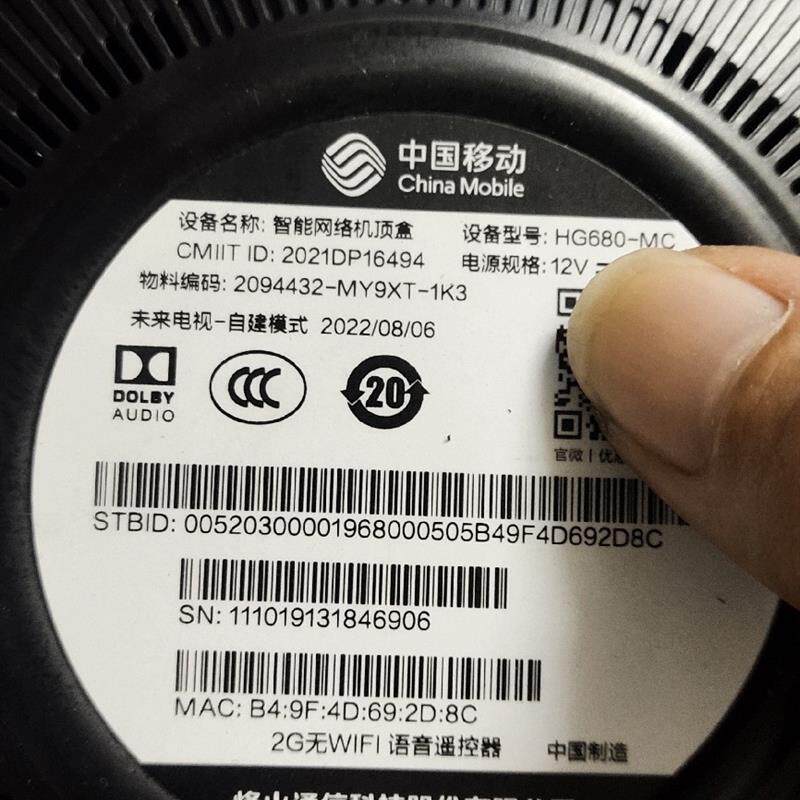 中国移动
China Mobile
设备名称: 智能网络机顶盒 设备型号: HG680-MC
CMIIT ID: 2021DP16494 电源规格: 12V
物料编码: 2094432-MY9XT-1K3
未来电视-自建模式 2022/08/06
DOLBY
AUDIO
CCC
20
官微 | 优
STBID: 00520300001968000505B49F4D692D8C
SN: 111019131846906
MAC: B4:9F:4D:69:2D:8C
2G无WIFI 语音遥控器 中国制造